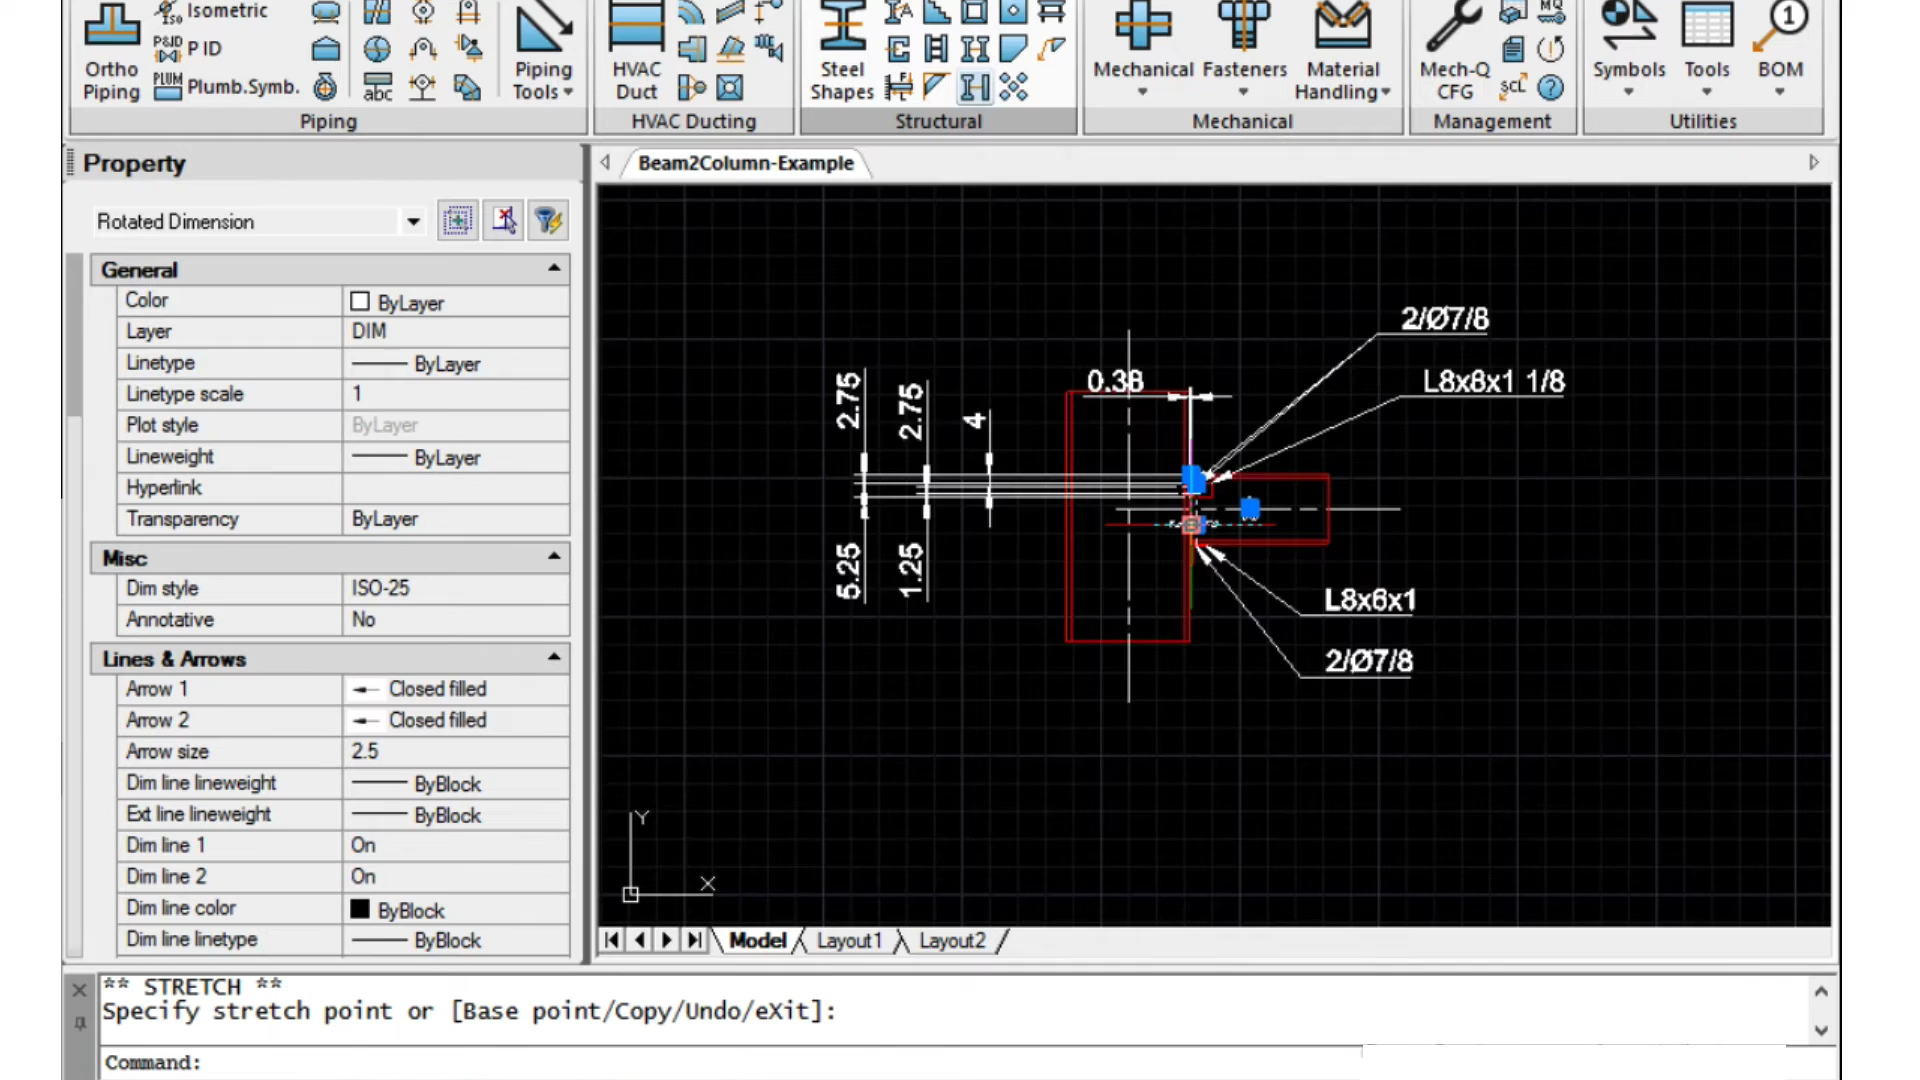 Isometric
P&ID P ID
PLUM Plumb.Symb.
Ortho
Piping
abc
Piping
Tools
Piping
HVAC
Duct
HVAC Ducting
Steel
Shapes
Structural
Mechanical
Fasteners
Material
Handling
Mechanical
Mech-Q
CFG
MQ
SCL
Management
Symbols
Tools
1
BOM
Utilities
Property
Beam2Column-Example
Rotated Dimension
General
Color ByLayer
Layer DIM
Linetype ByLayer
Linetype scale 1
Plot style ByLayer
Lineweight ByLayer
Hyperlink
Transparency ByLayer
Misc
Dim style ISO-25
Annotative No
Lines & Arrows
Arrow 1 Closed filled
Arrow 2 Closed filled
Arrow size 2.5
Dim line lineweight ByBlock
Ext line lineweight ByBlock
Dim line 1 On
Dim line 2 On
Dim line color ByBlock
Dim line linetype ByBlock
2/Ø7/8
L8x8x1 1/8
0.38
2.75
2.75
4
5.25
1.25
L8x6x1
2/Ø7/8
Y
X
Model Layout1 Layout2
** STRETCH **
Specify stretch point or [Base point/Copy/Undo/eXit]:
Command: